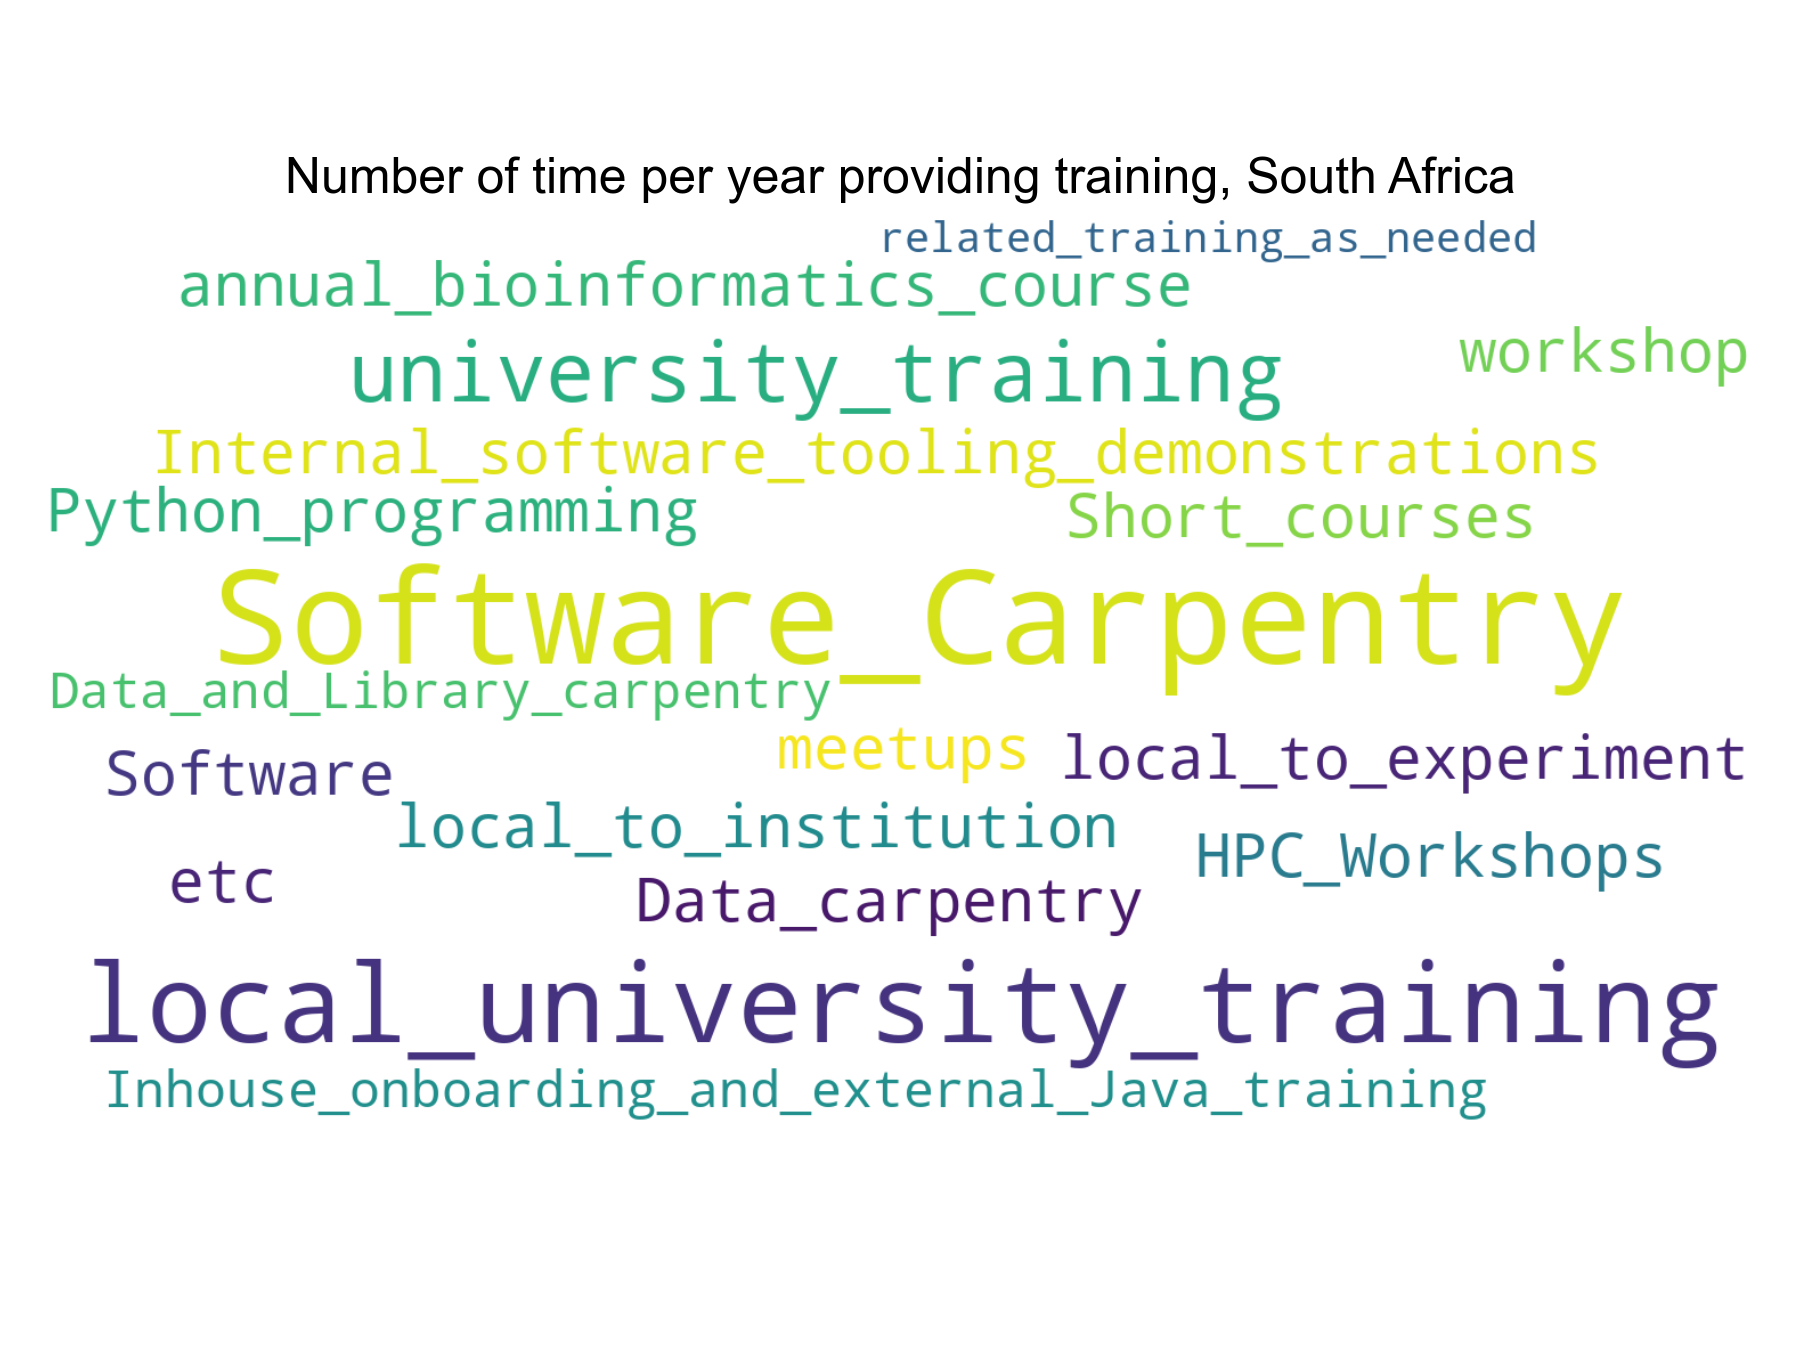 Number of time per year providing training, South Africa
related_training_as_needed
annual_bioinformatics_course
university_training
workshop
Internal_software_tooling_demonstrations
Python_programming
Short_courses
Software_Carpentry
Data_and_Library_carpentry
meetups
local_to_experiment
Software
local_to_institution
HPC_Workshops
etc
Data_carpentry
local_university_training
Inhouse_onboarding_and_external_Java_training